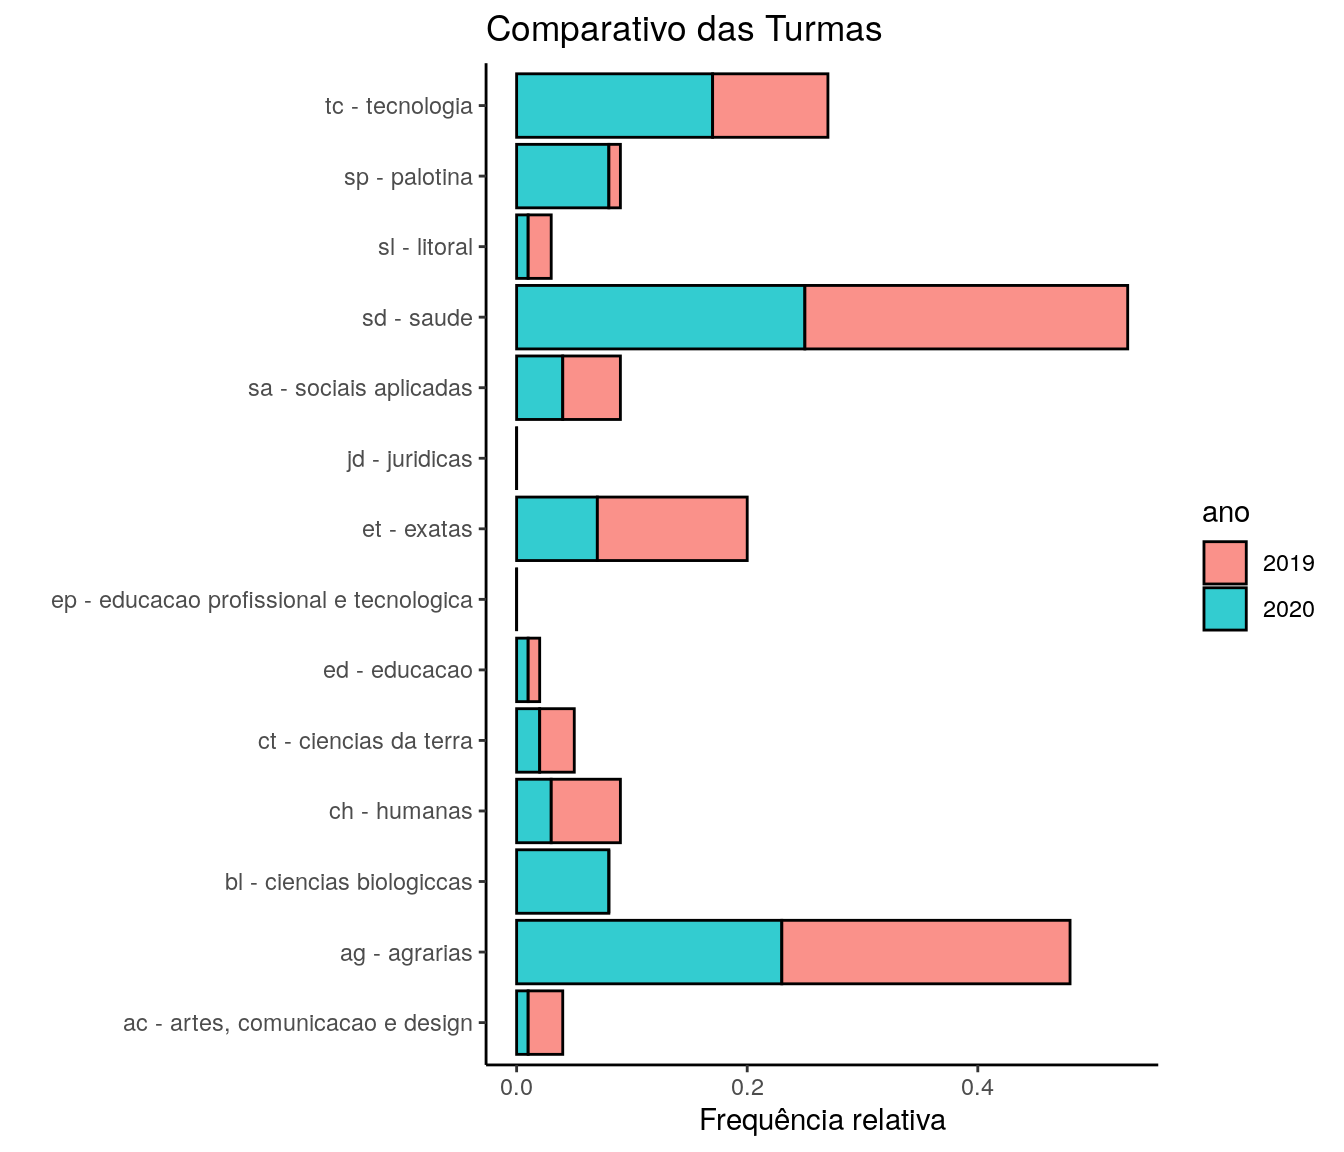 Comparativo das Turmas
tc - tecnologia
sp - palotina
sl - litoral
sd - saude
sa - sociais aplicadas
jd - juridicas
et - exatas
ep - educacao profissional e tecnologica
ed - educacao
ct - ciencias da terra
ch - humanas
bl - ciencias biologiccas
ag - agrarias
ac - artes, comunicacao e design
0.0 0.2 0.4
Frequência relativa
ano
2019
2020